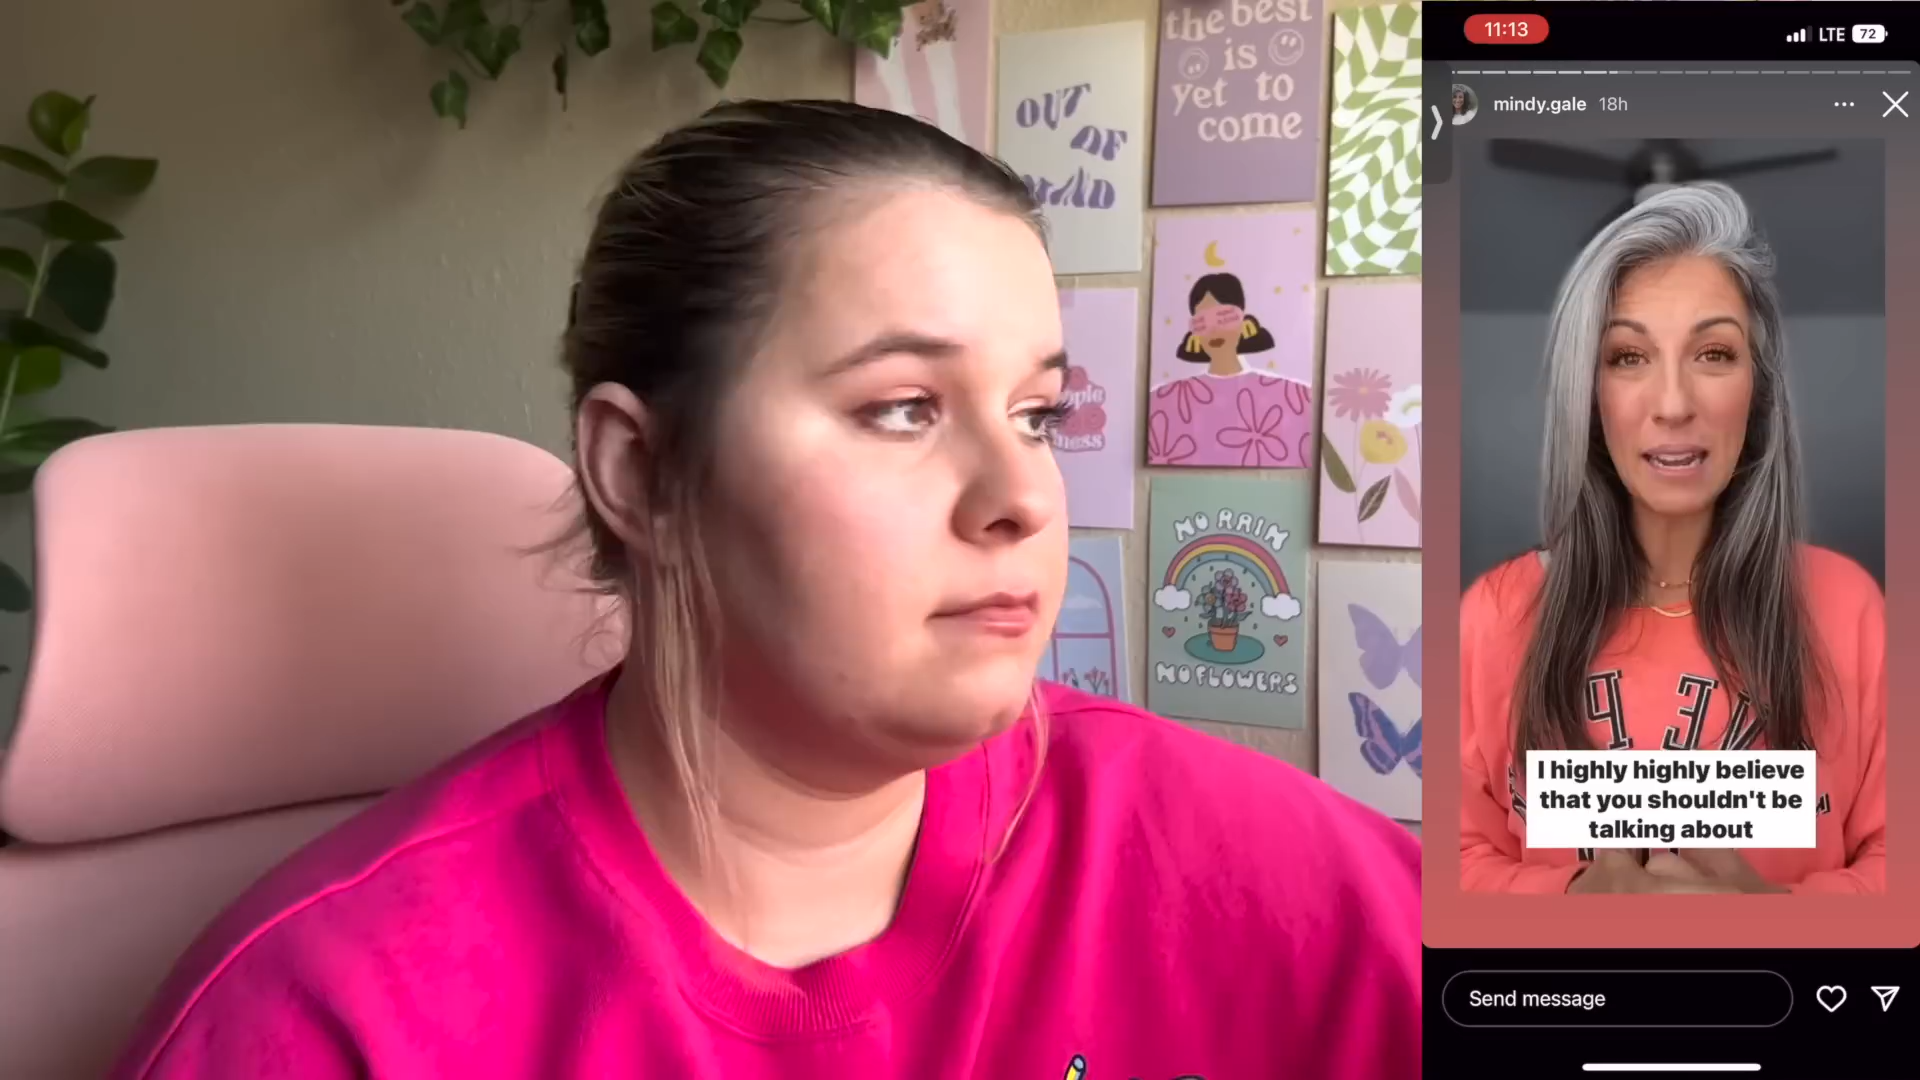 the best
is
yet to
come
OUT
OF
NO RAIN
NO FLOWERS
11:13
LTE
72
mindy.gale 18h
I highly highly believe
that you shouldn't be
talking about
Send message